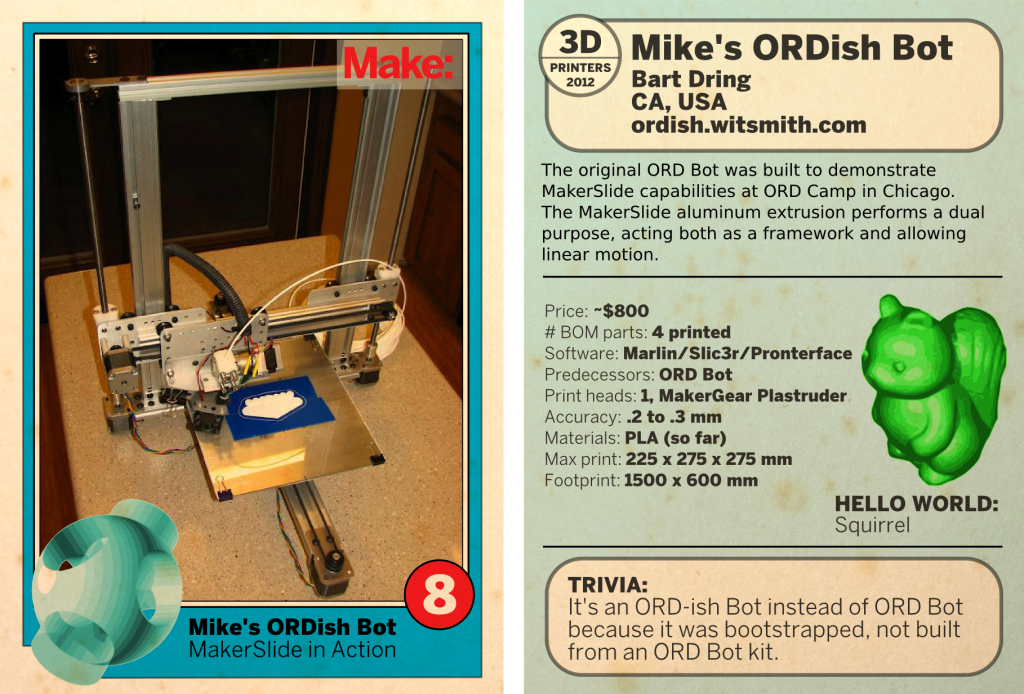 Make:
8
Mike's ORDish Bot
MakerSlide in Action
3D
PRINTERS
2012
Mike's ORDish Bot
Bart Dring
CA, USA
ordish.witsmith.com
The original ORD Bot was built to demonstrate
MakerSlide capabilities at ORD Camp in Chicago.
The MakerSlide aluminum extrusion performs a dual
purpose, acting both as a framework and allowing
linear motion.
Price: ~$800
# BOM parts: 4 printed
Software: Marlin/Slic3r/Pronterface
Predecessors: ORD Bot
Print heads: 1, MakerGear Plastruder
Accuracy: .2 to .3 mm
Materials: PLA (so far)
Max print: 225 x 275 x 275 mm
Footprint: 1500 x 600 mm
HELLO WORLD:
Squirrel
TRIVIA:
It's an ORD-ish Bot instead of ORD Bot
because it was bootstrapped, not built
from an ORD Bot kit.